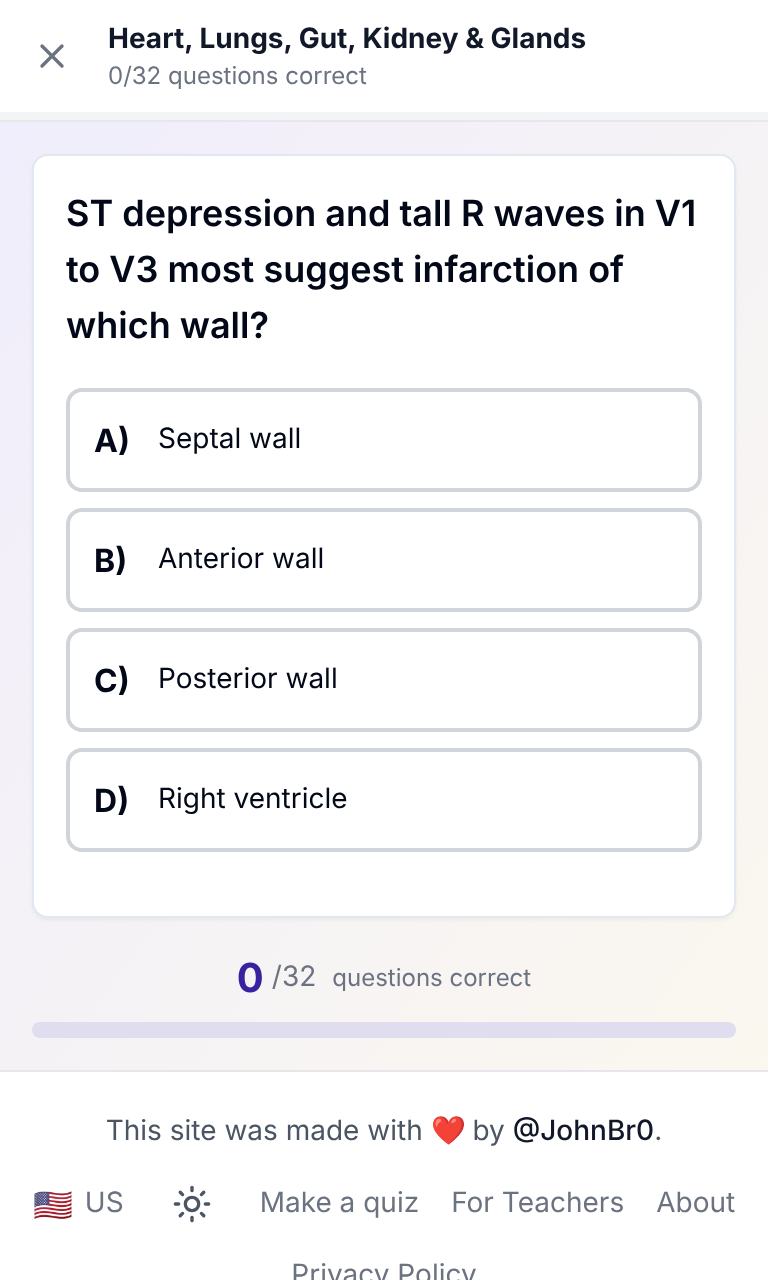 Heart, Lungs, Gut, Kidney & Glands
0/32 questions correct
ST depression and tall R waves in V1
to V3 most suggest infarction of
which wall?
A) Septal wall
B) Anterior wall
C) Posterior wall
D) Right ventricle
0 /32 questions correct
This site was made with ❤️ by @JohnBr0.
🇺🇸 US Make a quiz For Teachers About
Privacy Policy